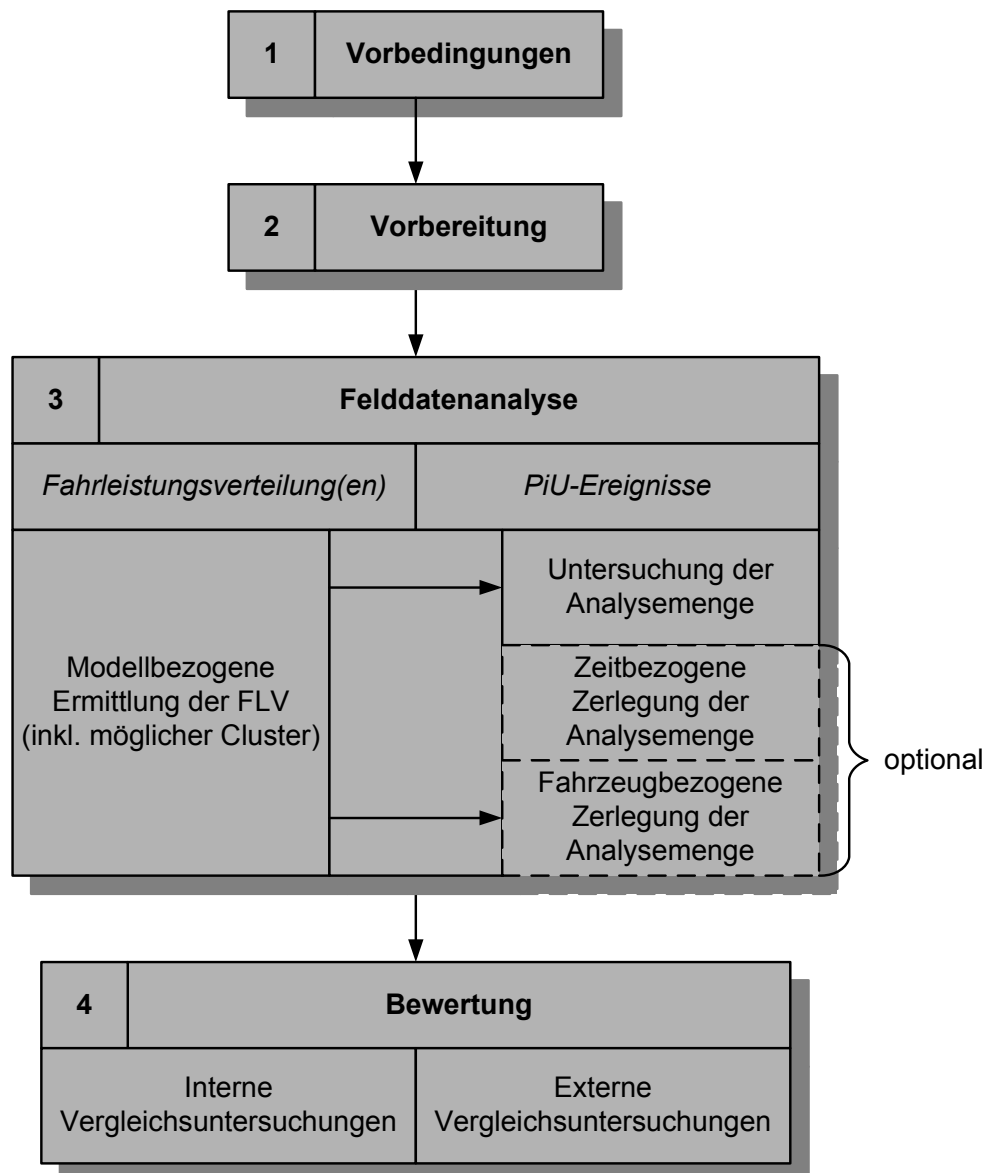 1 Vorbedingungen
2 Vorbereitung
3 Felddatenanalyse
Fahrleistungsverteilung(en)
PiU-Ereignisse
Modellbezogene
Ermittlung der FLV
(inkl. möglicher Cluster)
Untersuchung der
Analysemenge
Zeitbezogene
Zerlegung der
Analysemenge
Fahrzeugbezogene
Zerlegung der
Analysemenge
optional
4 Bewertung
Interne
Vergleichsuntersuchungen
Externe
Vergleichsuntersuchungen